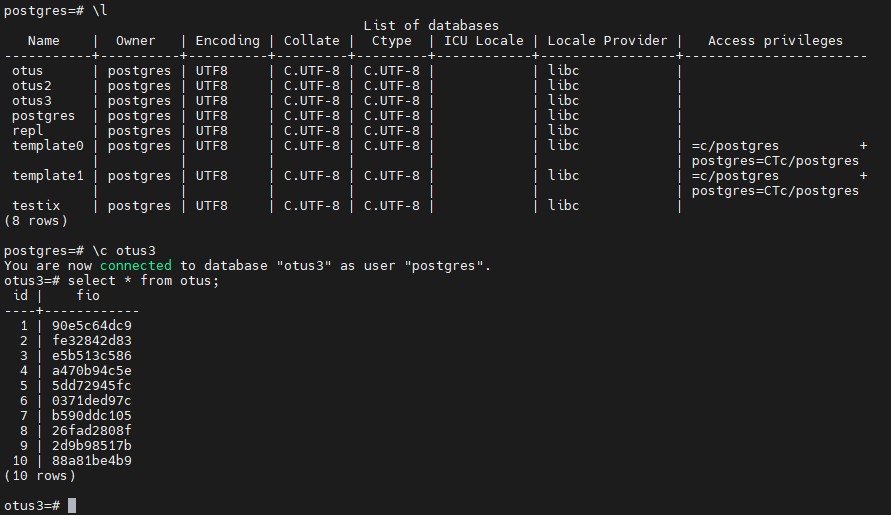 postgres=# \l
                                             List of databases
   Name    |  Owner   | Encoding | Collate |  Ctype  | ICU Locale | Locale Provider |   Access privileges
-----------+----------+----------+---------+---------+------------+-----------------+-----------------------
 otus      | postgres | UTF8     | C.UTF-8 | C.UTF-8 |            | libc            |
 otus2     | postgres | UTF8     | C.UTF-8 | C.UTF-8 |            | libc            |
 otus3     | postgres | UTF8     | C.UTF-8 | C.UTF-8 |            | libc            |
 postgres  | postgres | UTF8     | C.UTF-8 | C.UTF-8 |            | libc            |
 repl      | postgres | UTF8     | C.UTF-8 | C.UTF-8 |            | libc            |
 template0 | postgres | UTF8     | C.UTF-8 | C.UTF-8 |            | libc            | =c/postgres          +
           |          |          |         |         |            |                 | postgres=CTc/postgres
 template1 | postgres | UTF8     | C.UTF-8 | C.UTF-8 |            | libc            | =c/postgres          +
           |          |          |         |         |            |                 | postgres=CTc/postgres
 testix    | postgres | UTF8     | C.UTF-8 | C.UTF-8 |            | libc            |
(8 rows)

postgres=# \c otus3
You are now connected to database "otus3" as user "postgres".
otus3=# select * from otus;
 id |    fio
----+------------
  1 | 90e5c64dc9
  2 | fe32842d83
  3 | e5b513c586
  4 | a470b94c5e
  5 | 5dd72945fc
  6 | 0371ded97c
  7 | b590ddc105
  8 | 26fad2808f
  9 | 2d9b98517b
 10 | 88a81be4b9
(10 rows)

otus3=#